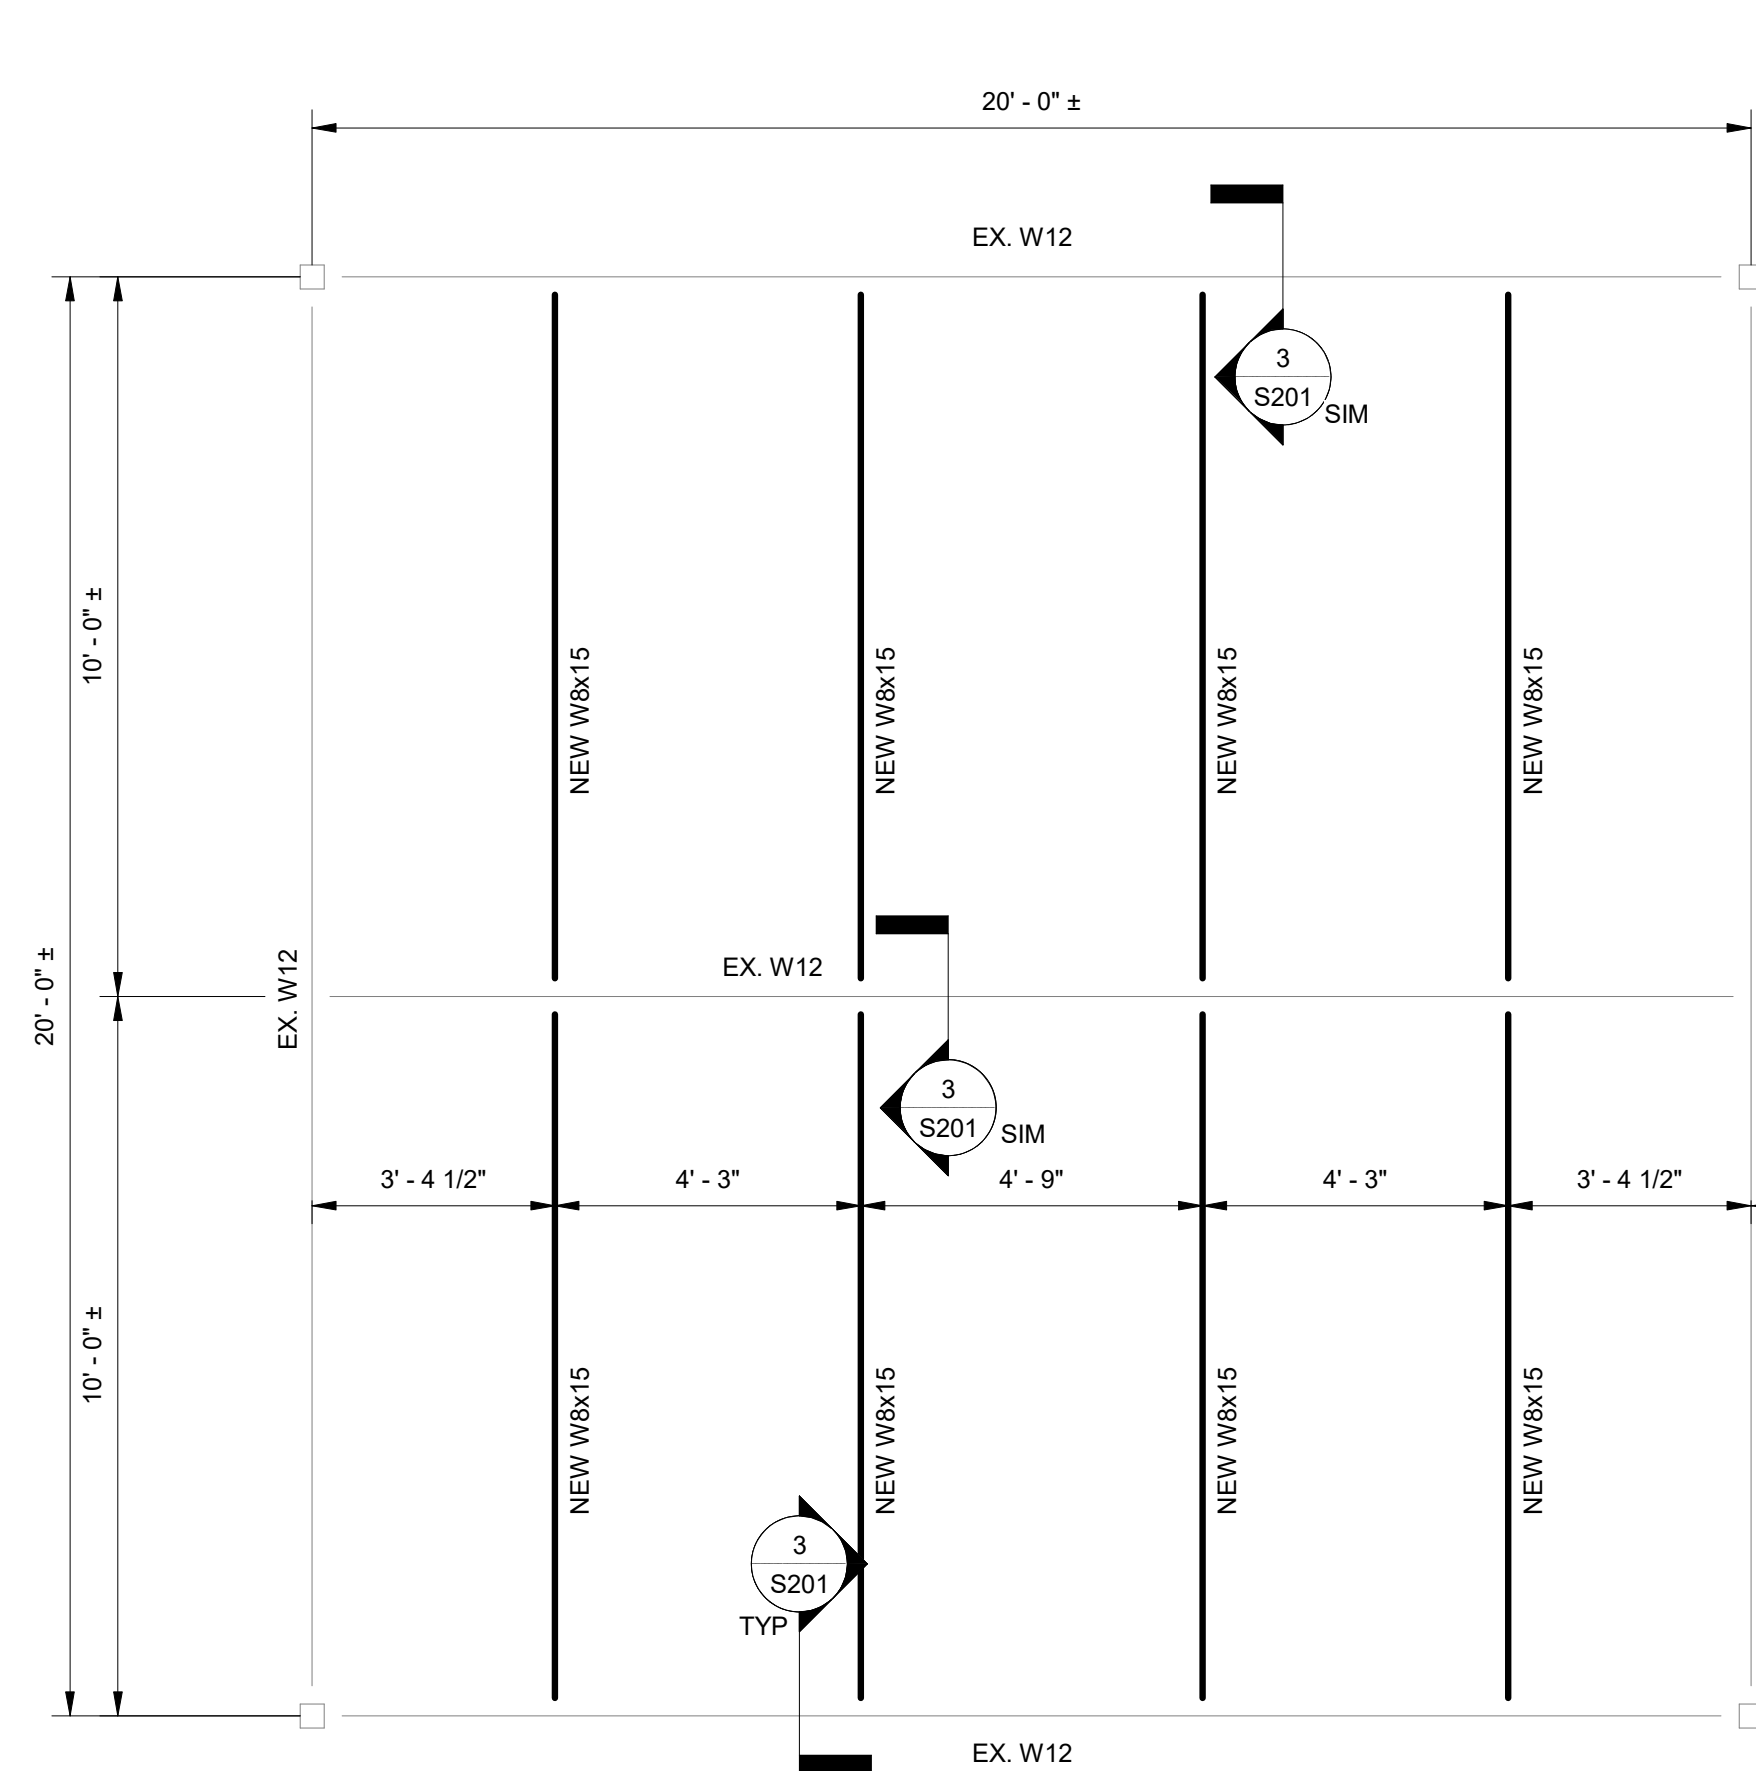 20' - 0" ±
EX. W12
3
S201
SIM
10' - 0" ±
NEW W8x15
NEW W8x15
NEW W8x15
NEW W8x15
EX. W12
20' - 0" ±
EX. W12
3
S201
SIM
3' - 4 1/2"
4' - 3"
4' - 9"
4' - 3"
3' - 4 1/2"
10' - 0" ±
NEW W8x15
NEW W8x15
NEW W8x15
NEW W8x15
3
S201
TYP
EX. W12